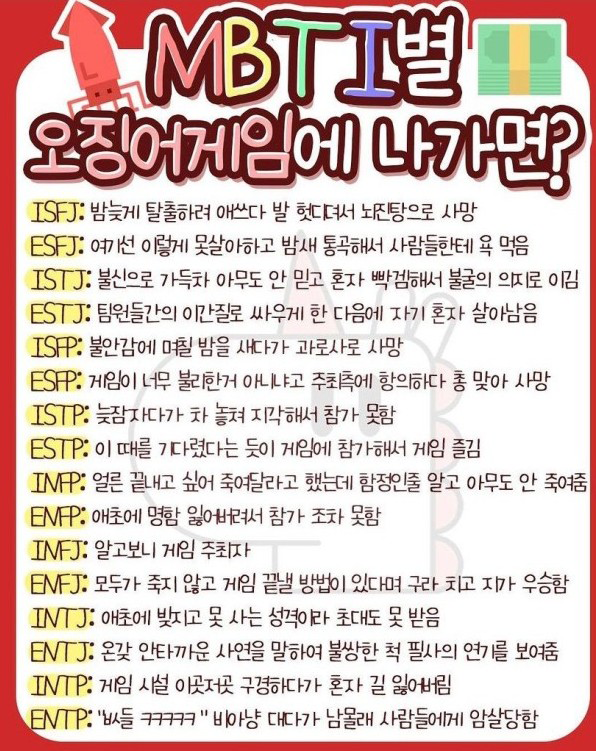 MBTI별
오징어게임에 나가면?
ISFJ: 밤늦게 탈출하려 애쓰다 발 헛디뎌서 뇌진탕으로 사망
ESFJ: 여기선 이렇게 못살아하고 밤새 통곡해서 사람들한테 욕 먹음
ISTJ: 불신으로 가득차 아무도 안 믿고 혼자 빡겜해서 불굴의 의지로 이김
ESTJ: 팀원들간의 이간질로 싸우게 한 다음에 자기 혼자 살아남음
ISFP: 불안감에 며칠 밤을 새다가 과로사로 사망
ESFP: 게임이 너무 불리한거 아니냐고 주최측에 항의하다 총 맞아 사망
ISTP: 늦잠자다가 차 놓쳐 지각해서 참가 못함
ESTP: 이 때를 기다렸다는 듯이 게임에 참가해서 게임 즐김
INFP: 얼른 끝내고 싶어 죽여달라고 했는데 함정인줄 알고 아무도 안 죽여줌
ENFP: 애초에 명함 잃어버려서 참가 조차 못함
INFJ: 알고보니 게임 주최자
ENFJ: 모두가 죽지 않고 게임 끝낼 방법이 있다며 구라 치고 지가 우승함
INTJ: 애초에 빚지고 못 사는 성격이라 초대도 못 받음
ENTJ: 온갖 안타까운 사연을 말하여 불쌍한 척 필사의 연기를 보여줌
INTP: 게임 시설 이곳저곳 구경하다가 혼자 길 잃어버림
ENTP: "ㅄ들 ㅋㅋㅋㅋㅋ" 비아냥 대다가 남몰래 사람들에게 암살당함